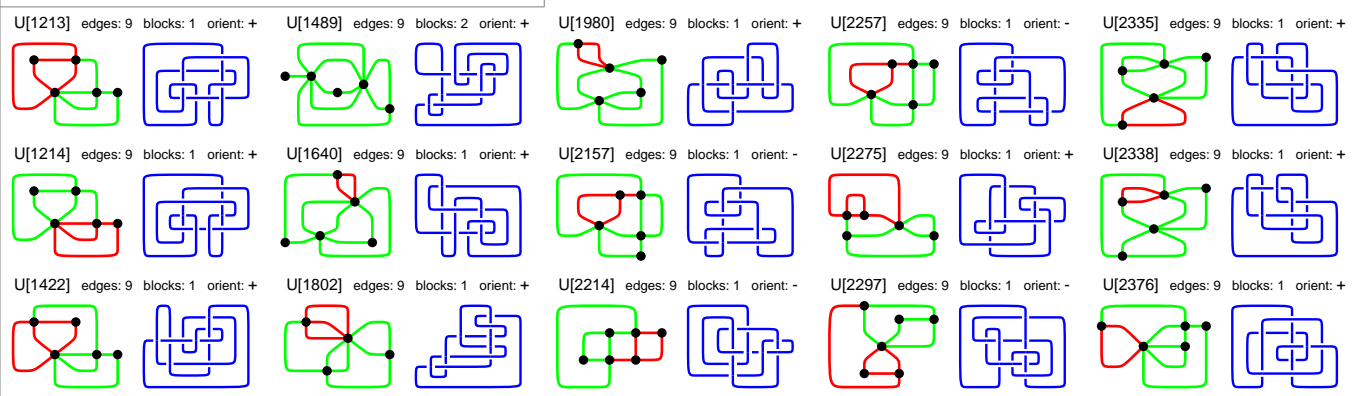 U[1213] edges: 9 blocks: 1 orient: + U[1489] edges: 9 blocks: 2 orient: + U[1980] edges: 9 blocks: 1 orient: + U[2257] edges: 9 blocks: 1 orient: - U[2335] edges: 9 blocks: 1 orient: +
U[1214] edges: 9 blocks: 1 orient: + U[1640] edges: 9 blocks: 1 orient: + U[2157] edges: 9 blocks: 1 orient: - U[2275] edges: 9 blocks: 1 orient: + U[2338] edges: 9 blocks: 1 orient: +
U[1422] edges: 9 blocks: 1 orient: + U[1802] edges: 9 blocks: 1 orient: + U[2214] edges: 9 blocks: 1 orient: - U[2297] edges: 9 blocks: 1 orient: - U[2376] edges: 9 blocks: 1 orient: +